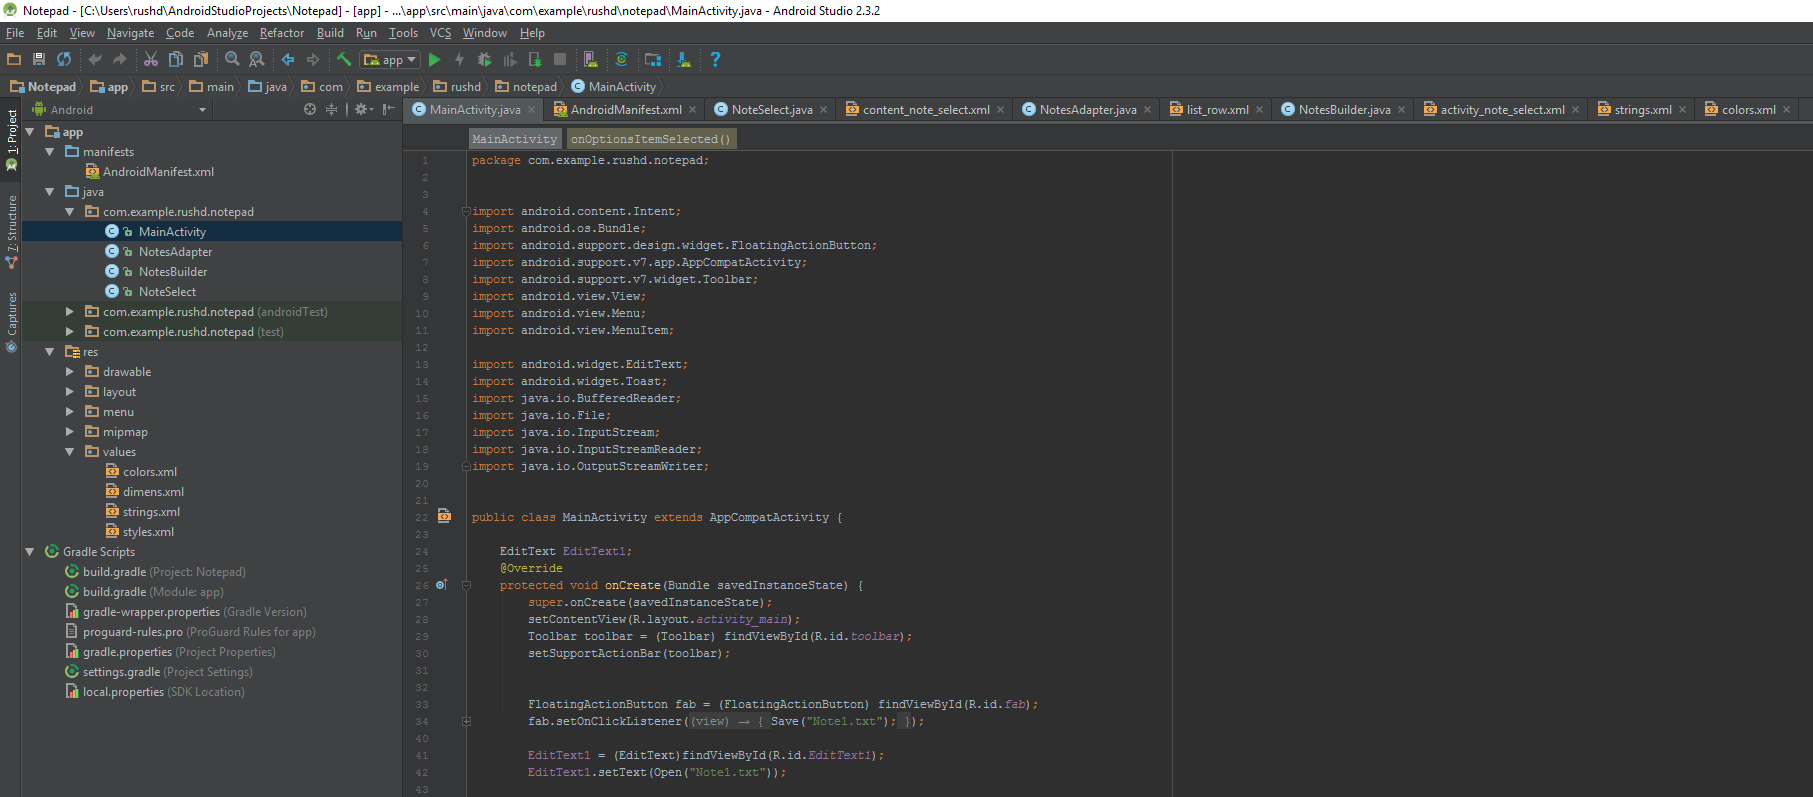 Notepad - [C:\Users\rushd\AndroidStudioProjects\Notepad] - [app] - ...\app\src\main\java\com\example\rushd\notepad\MainActivity.java - Android Studio 2.3.2
File Edit View Navigate Code Analyze Refactor Build Run Tools VCS Window Help
app
Notepad app src main java com example rushd notepad MainActivity
Android
MainActivity.java AndroidManifest.xml NoteSelect.java content_note_select.xml NotesAdapter.java list_row.xml NotesBuilder.java activity_note_select.xml strings.xml colors.xml
1: Project
7: Structure
Captures
app
manifests
AndroidManifest.xml
java
com.example.rushd.notepad
MainActivity
NotesAdapter
NotesBuilder
NoteSelect
com.example.rushd.notepad (androidTest)
com.example.rushd.notepad (test)
res
drawable
layout
menu
mipmap
values
colors.xml
dimens.xml
strings.xml
styles.xml
Gradle Scripts
build.gradle (Project: Notepad)
build.gradle (Module: app)
gradle-wrapper.properties (Gradle Version)
proguard-rules.pro (ProGuard Rules for app)
gradle.properties (Project Properties)
settings.gradle (Project Settings)
local.properties (SDK Location)
MainActivity onOptionsItemSelected()
1 package com.example.rushd.notepad;
2
3
4 import android.content.Intent;
5 import android.os.Bundle;
6 import android.support.design.widget.FloatingActionButton;
7 import android.support.v7.app.AppCompatActivity;
8 import android.support.v7.widget.Toolbar;
9 import android.view.View;
10 import android.view.Menu;
11 import android.view.MenuItem;
12
13 import android.widget.EditText;
14 import android.widget.Toast;
15 import java.io.BufferedReader;
16 import java.io.File;
17 import java.io.InputStream;
18 import java.io.InputStreamReader;
19 import java.io.OutputStreamWriter;
20
21
22 public class MainActivity extends AppCompatActivity {
23
24 EditText EditText1;
25 @Override
26 protected void onCreate(Bundle savedInstanceState) {
27 super.onCreate(savedInstanceState);
28 setContentView(R.layout.activity_main);
29 Toolbar toolbar = (Toolbar) findViewById(R.id.toolbar);
30 setSupportActionBar(toolbar);
31
32
33 FloatingActionButton fab = (FloatingActionButton) findViewById(R.id.fab);
34 fab.setOnClickListener((view) → { Save("Note1.txt"); });
40
41 EditText1 = (EditText)findViewById(R.id.EditText1);
42 EditText1.setText(Open("Note1.txt"));
43